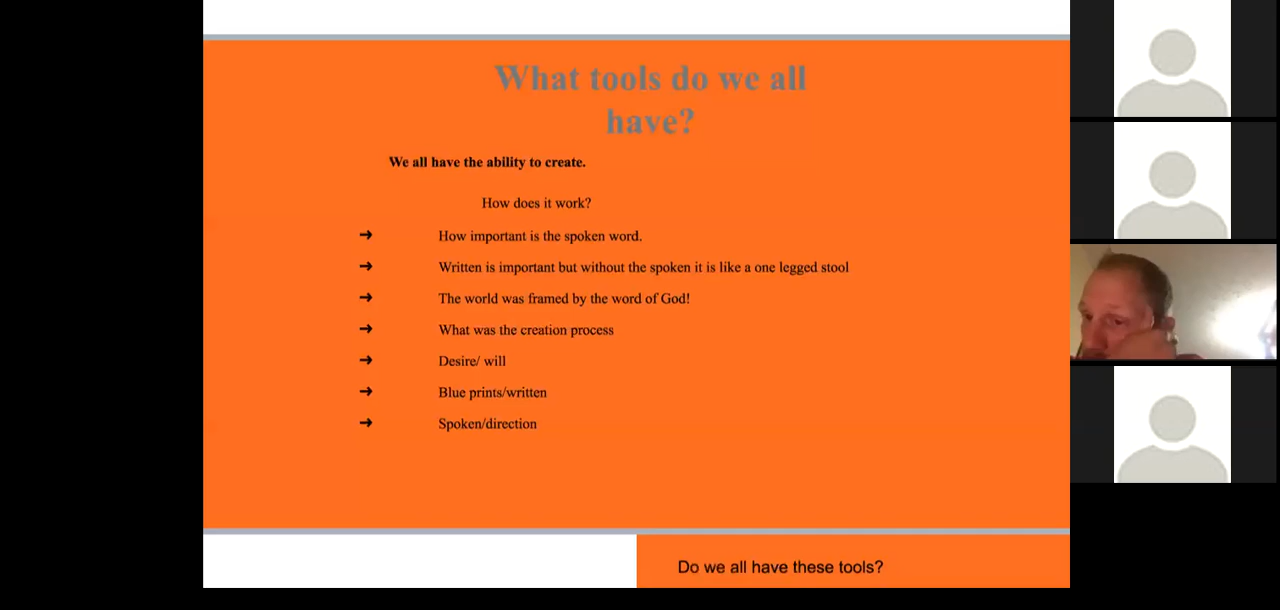 What tools do we all
have?
We all have the ability to create.
How does it work?
➔ How important is the spoken word.
➔ Written is important but without the spoken it is like a one legged stool
➔ The world was framed by the word of God!
➔ What was the creation process
➔ Desire/ will
➔ Blue prints/written
➔ Spoken/direction
Do we all have these tools?